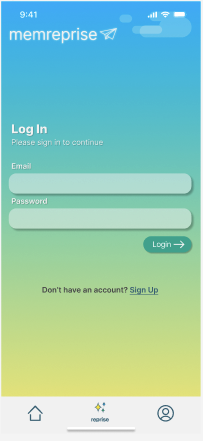 9:41
memreprise
Log In
Please sign in to continue
Email
Password
Login
Don't have an account? Sign Up
reprise